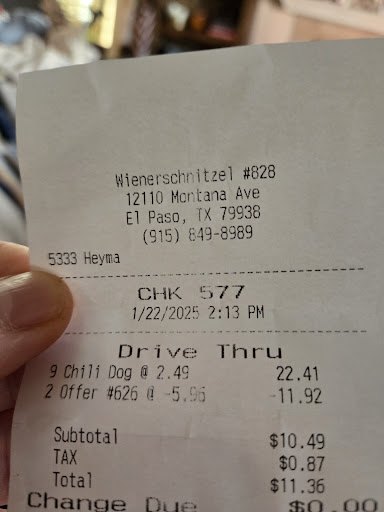 Wienerschnitzel #828
12110 Montana Ave
El Paso, TX 79938
(915) 849-8989
5333 Heyma
CHK 577
1/22/2025 2:13 PM
Drive Thru
9 Chili Dog @ 2.49 22.41
2 Offer #626 @ -5.96 -11.92
Subtotal $10.49
TAX $0.87
Total $11.36
Change Due $0.00